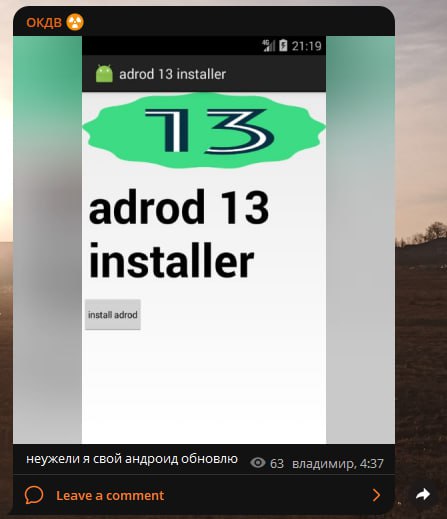 ОКДВ
4G 21:19
adrod 13 installer
13
adrod 13
installer
install adrod
неужели я свой андроид обновлю 63 владимир, 4:37
Leave a comment